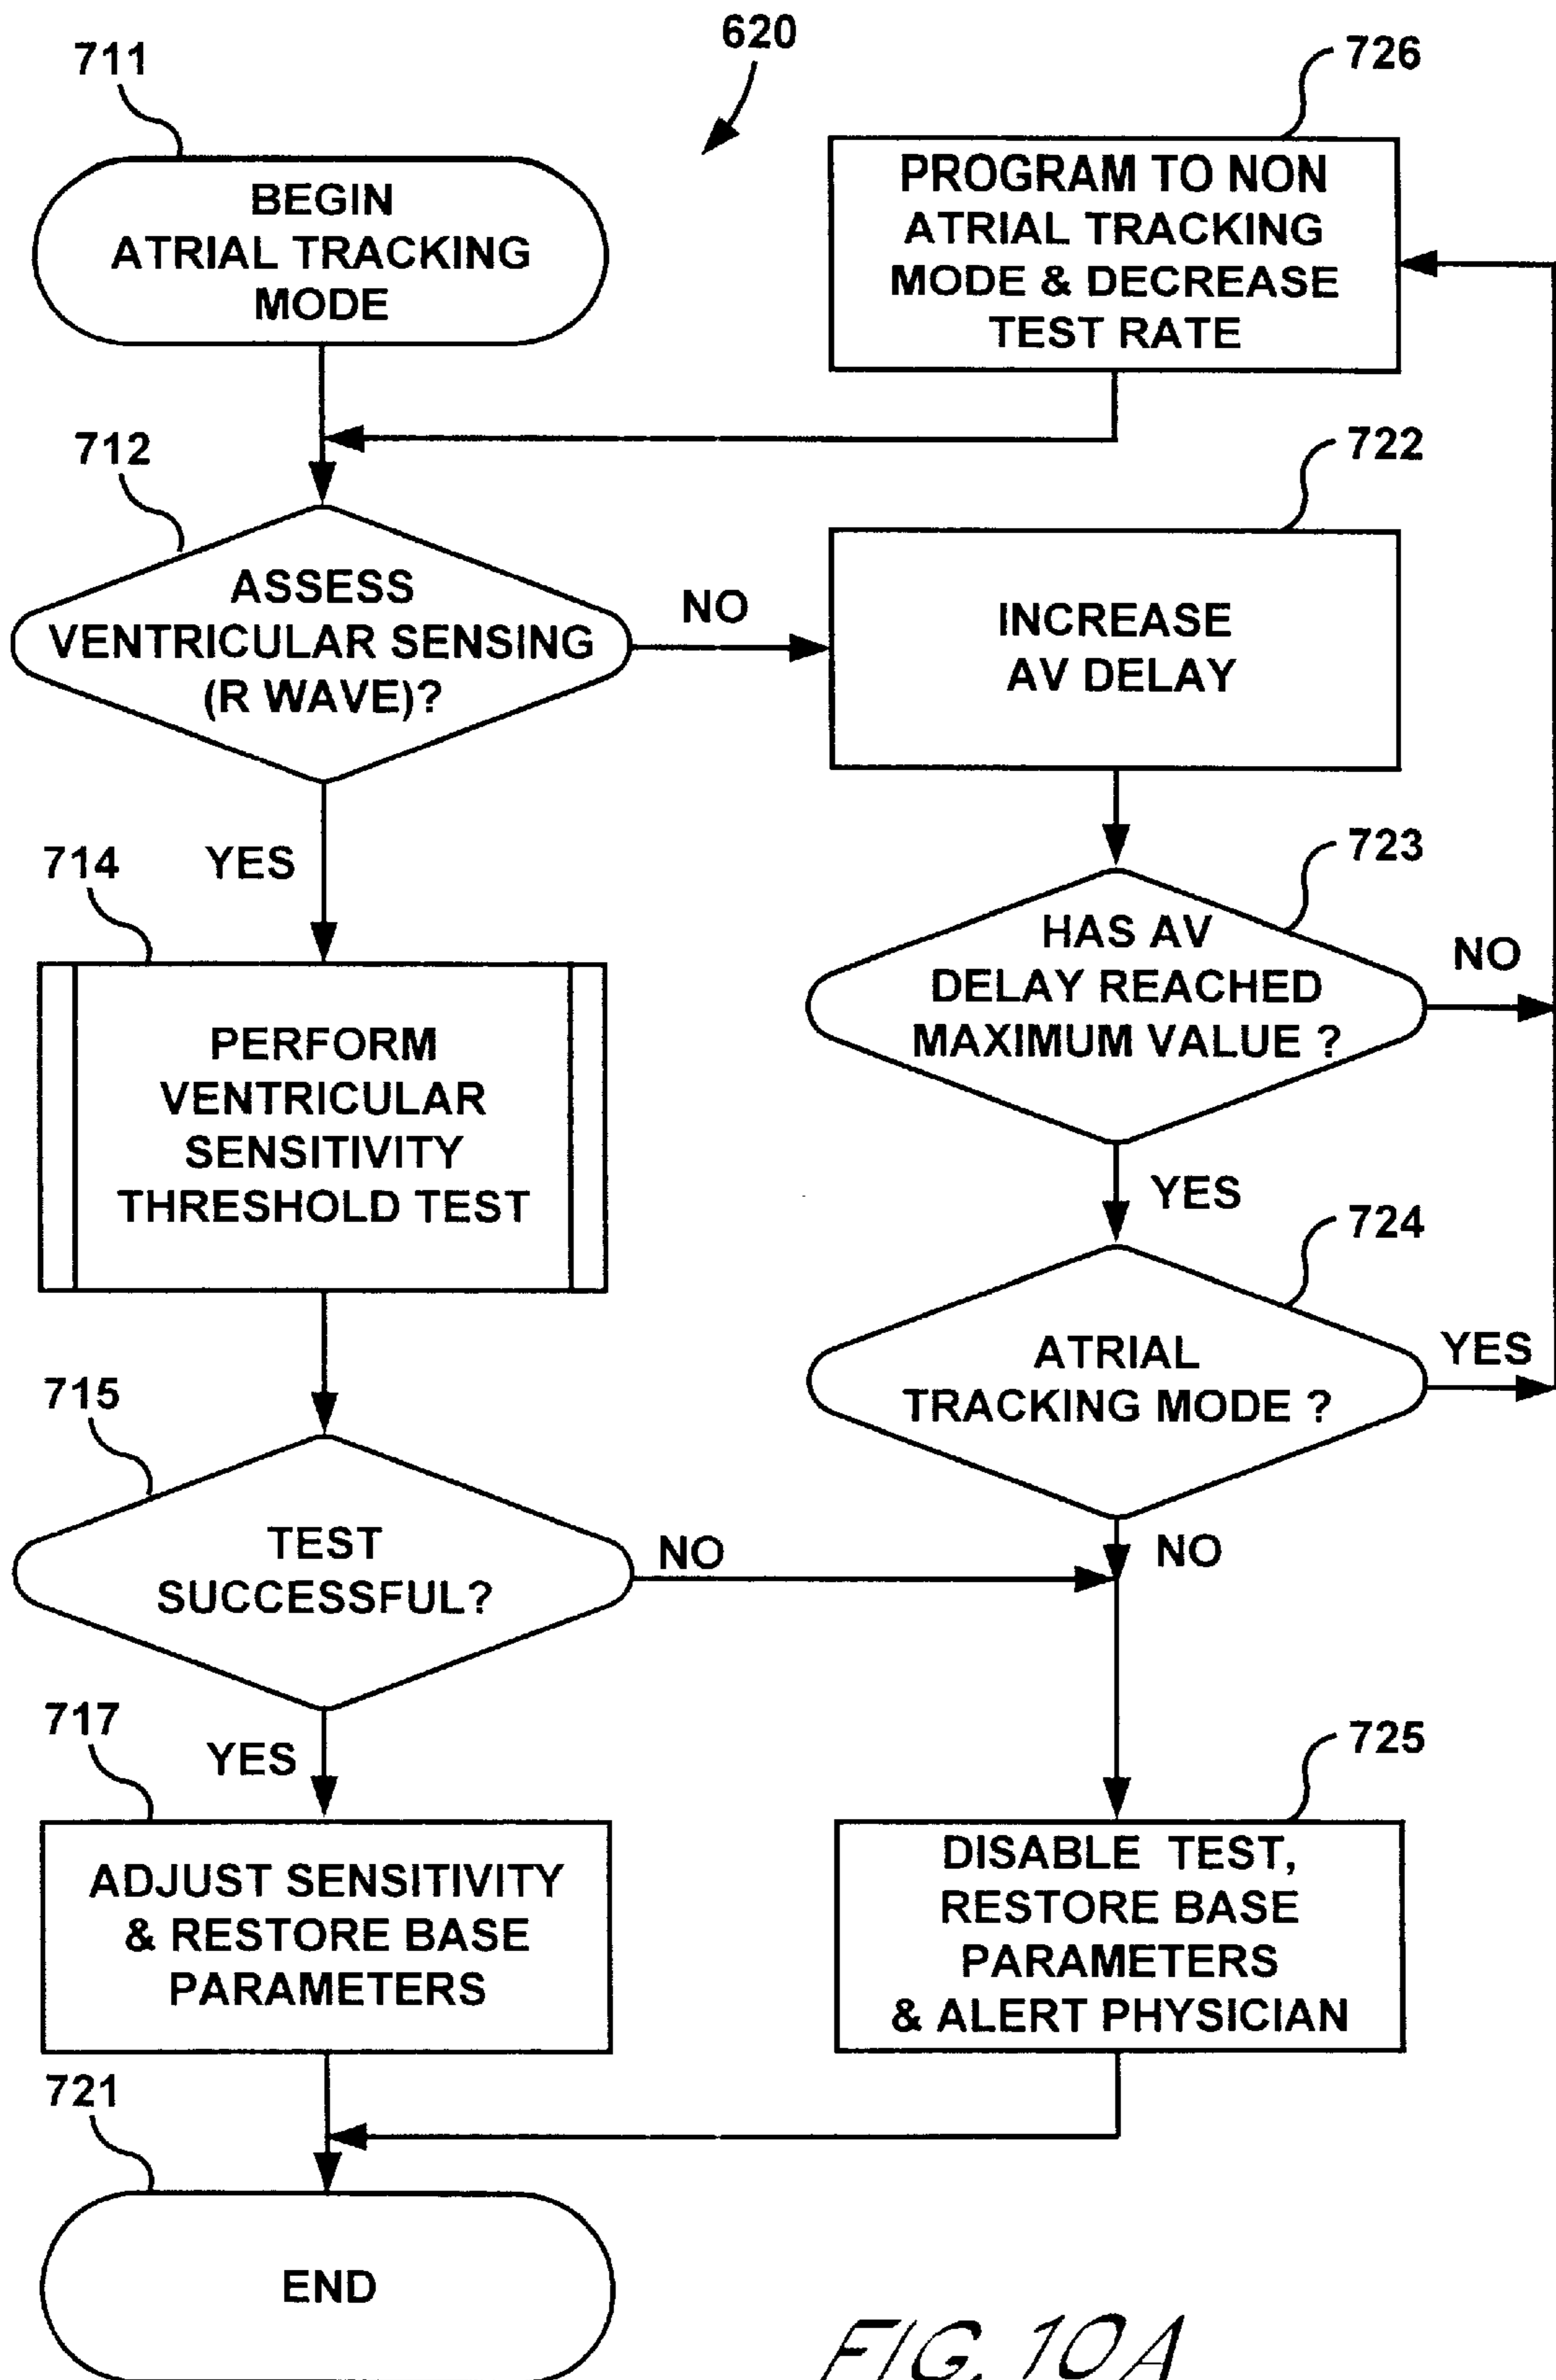 620
711
BEGIN
ATRIAL TRACKING
MODE
726
PROGRAM TO NON
ATRIAL TRACKING
MODE & DECREASE
TEST RATE
712
ASSESS
VENTRICULAR SENSING
(R WAVE)?
NO
722
INCREASE
AV DELAY
YES
714
PERFORM
VENTRICULAR
SENSITIVITY
THRESHOLD TEST
723
HAS AV
DELAY REACHED
MAXIMUM VALUE ?
NO
YES
724
ATRIAL
TRACKING MODE ?
YES
NO
715
TEST
SUCCESSFUL?
NO
YES
717
ADJUST SENSITIVITY
& RESTORE BASE
PARAMETERS
725
DISABLE TEST,
RESTORE BASE
PARAMETERS
& ALERT PHYSICIAN
721
END
FIG. 10A